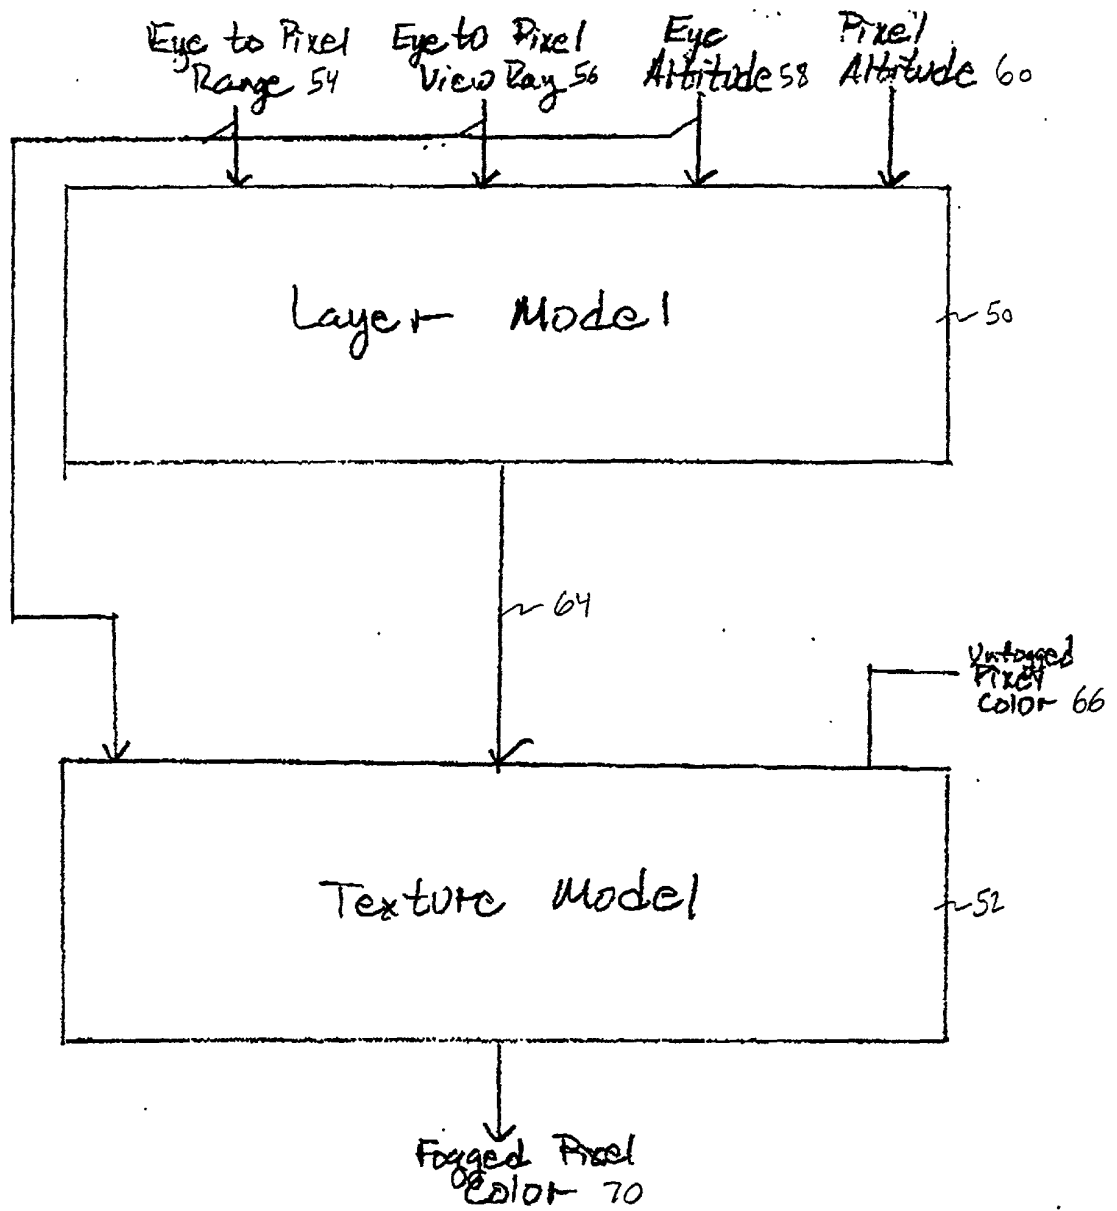 Eye to Pixel
Range 54
Eye to Pixel
View Ray 56
Eye
Altitude 58
Pixel
Altitude 60
Layer Model
50
64
Unfogged
Pixel
Color 66
Texture Model
52
Fogged Pixel
Color 70